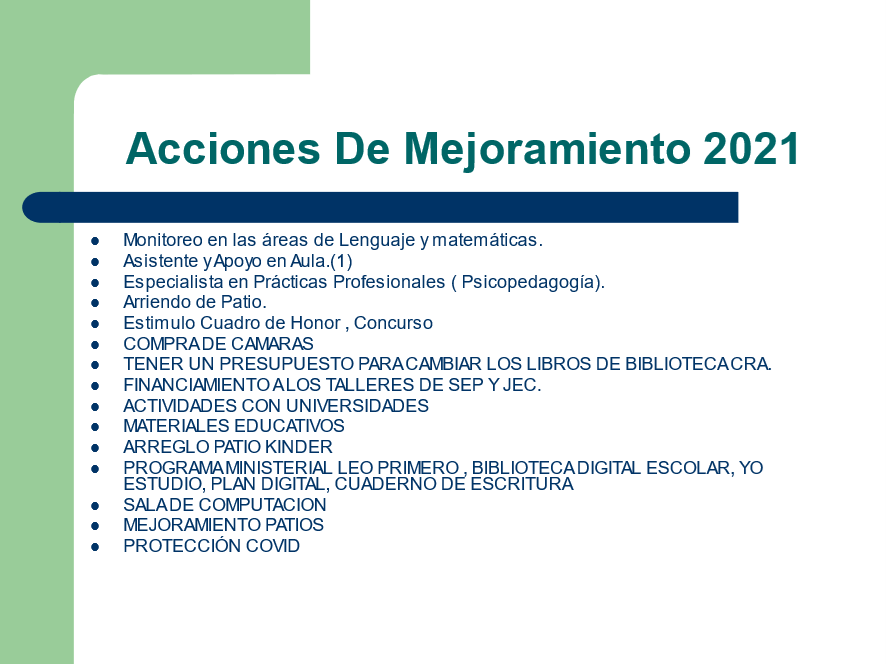 Acciones De Mejoramiento 2021
Monitoreo en las áreas de Lenguaje y matemáticas.
Asistente y Apoyo en Aula.(1)
Especialista en Prácticas Profesionales ( Psicopedagogía).
Arriendo de Patio.
Estimulo Cuadro de Honor , Concurso
COMPRA DE CAMARAS
TENER UN PRESUPUESTO PARA CAMBIAR LOS LIBROS DE BIBLIOTECA CRA.
FINANCIAMIENTO A LOS TALLERES DE SEP Y JEC.
ACTIVIDADES CON UNIVERSIDADES
MATERIALES EDUCATIVOS
ARREGLO PATIO KINDER
PROGRAMA MINISTERIAL LEO PRIMERO , BIBLIOTECA DIGITAL ESCOLAR, YO
ESTUDIO, PLAN DIGITAL, CUADERNO DE ESCRITURA
SALA DE COMPUTACION
MEJORAMIENTO PATIOS
PROTECCIÓN COVID